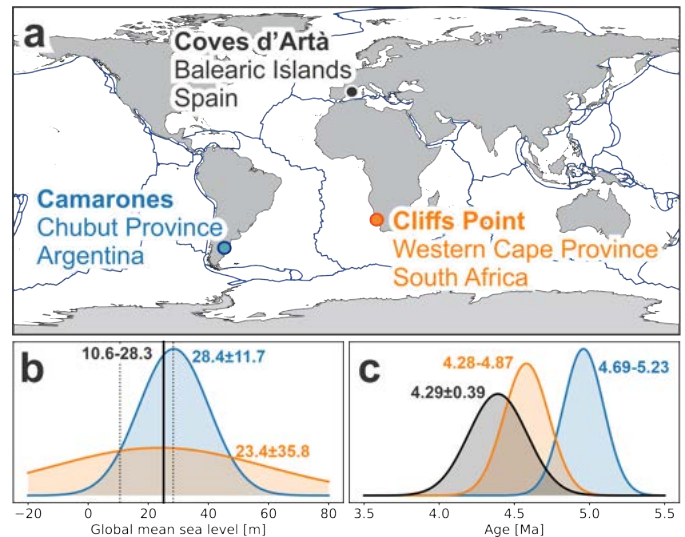 a
Coves d'Artà
Balearic Islands
Spain
Camarones
Chubut Province
Argentina
Cliffs Point
Western Cape Province
South Africa
b
10.6-28.3
28.4±11.7
23.4±35.8
−20 0 20 40 60 80
Global mean sea level [m]
c
4.28-4.87
4.69-5.23
4.29±0.39
3.5 4.0 4.5 5.0 5.5
Age [Ma]